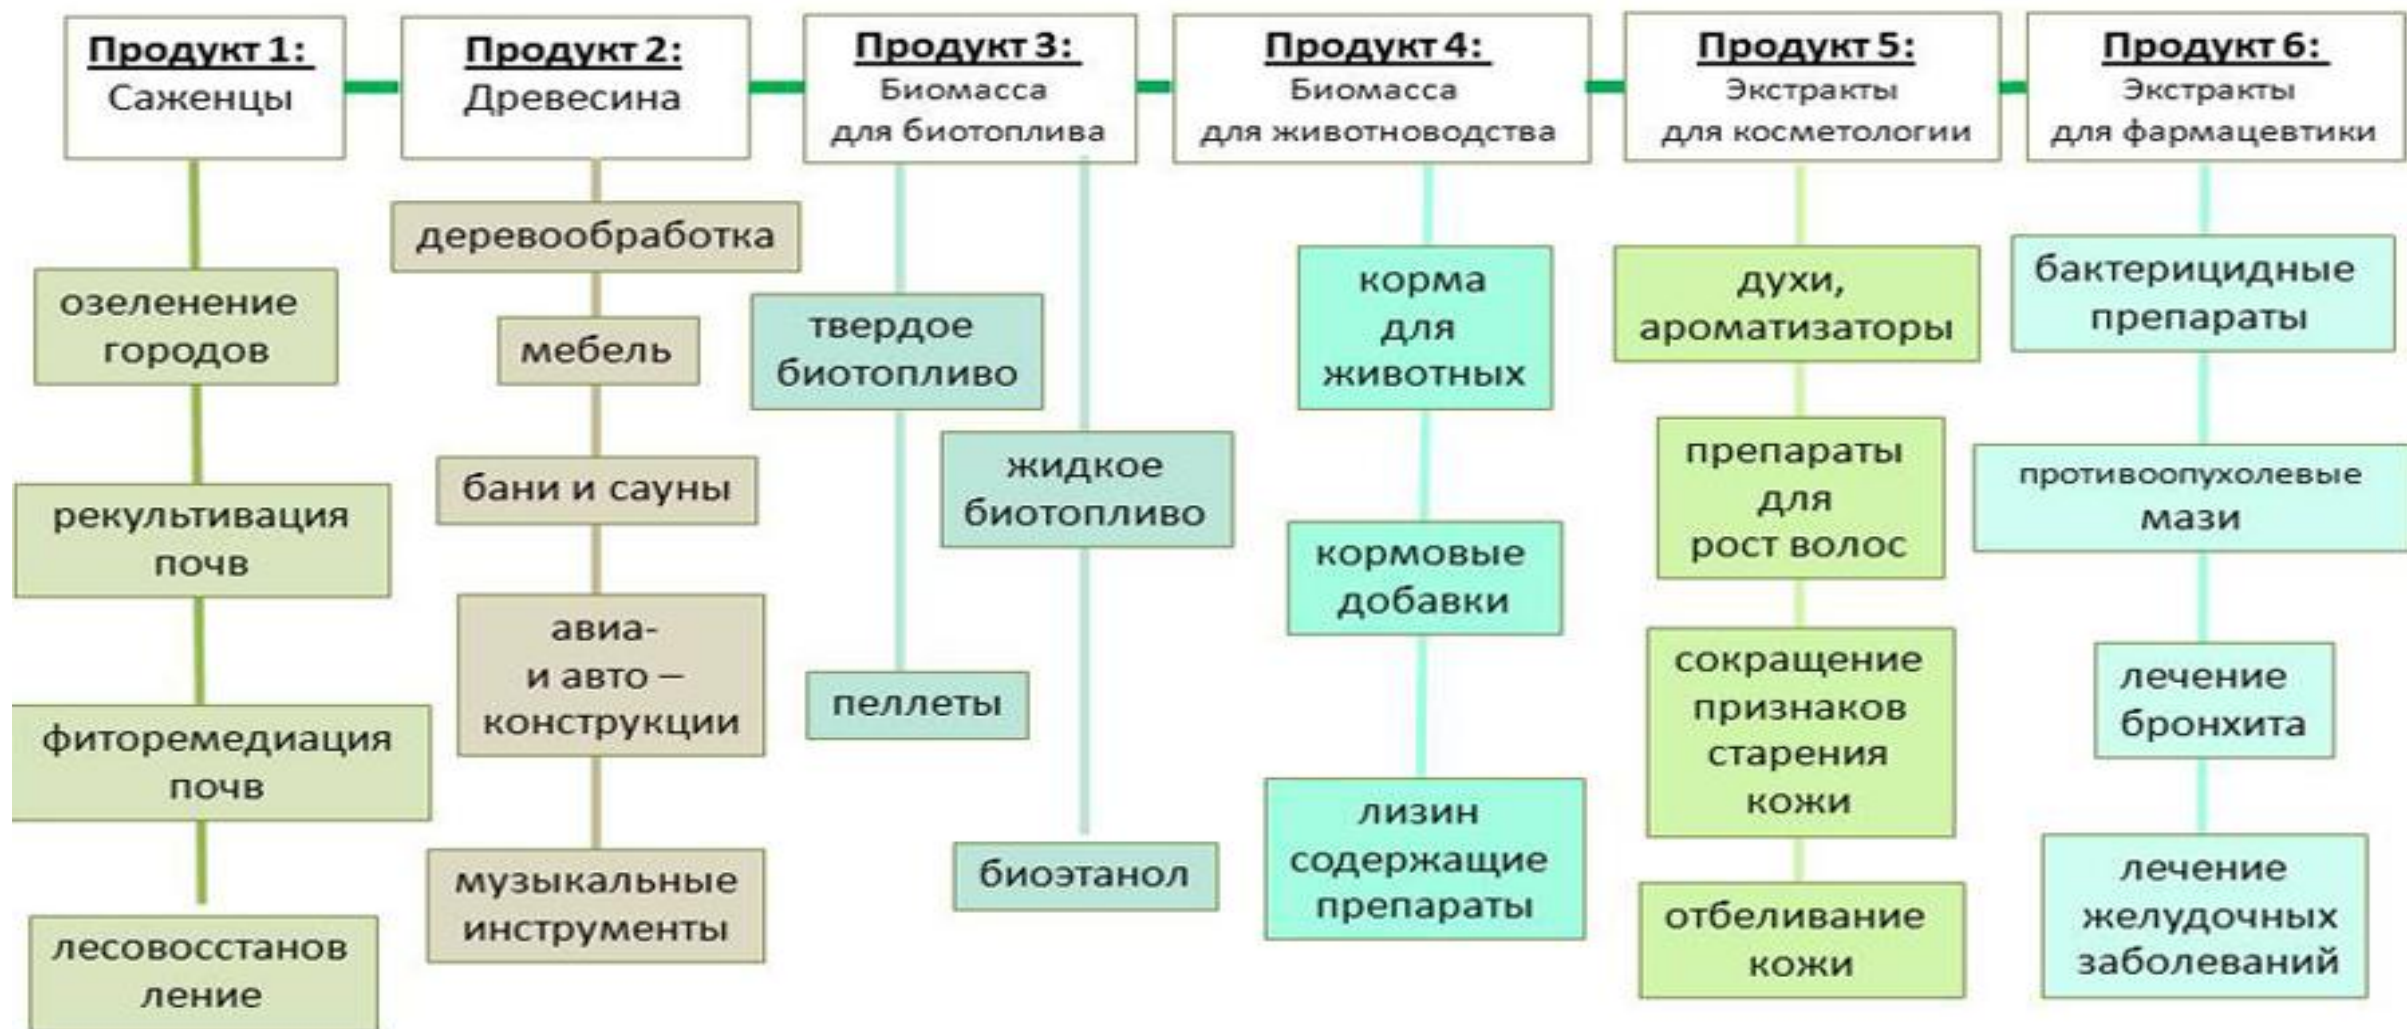 Продукт 1:
Саженцы
озеленение
городов
рекультивация
почв
фиторемедиация
почв
лесовосстанов
ление
Продукт 2:
Древесина
деревообработка
мебель
бани и сауны
авиа-
и авто –
конструкции
музыкальные
инструменты
Продукт 3:
Биомасса
для биотоплива
твердое
биотопливо
пеллеты
жидкое
биотопливо
биоэтанол
Продукт 4:
Биомасса
для животноводства
корма
для
животных
кормовые
добавки
лизин
содержащие
препараты
Продукт 5:
Экстракты
для косметологии
духи,
ароматизаторы
препараты
для
рост волос
сокращение
признаков
старения
кожи
отбеливание
кожи
Продукт 6:
Экстракты
для фармацевтики
бактерицидные
препараты
противоопухолевые
мази
лечение
бронхита
лечение
желудочных
заболеваний